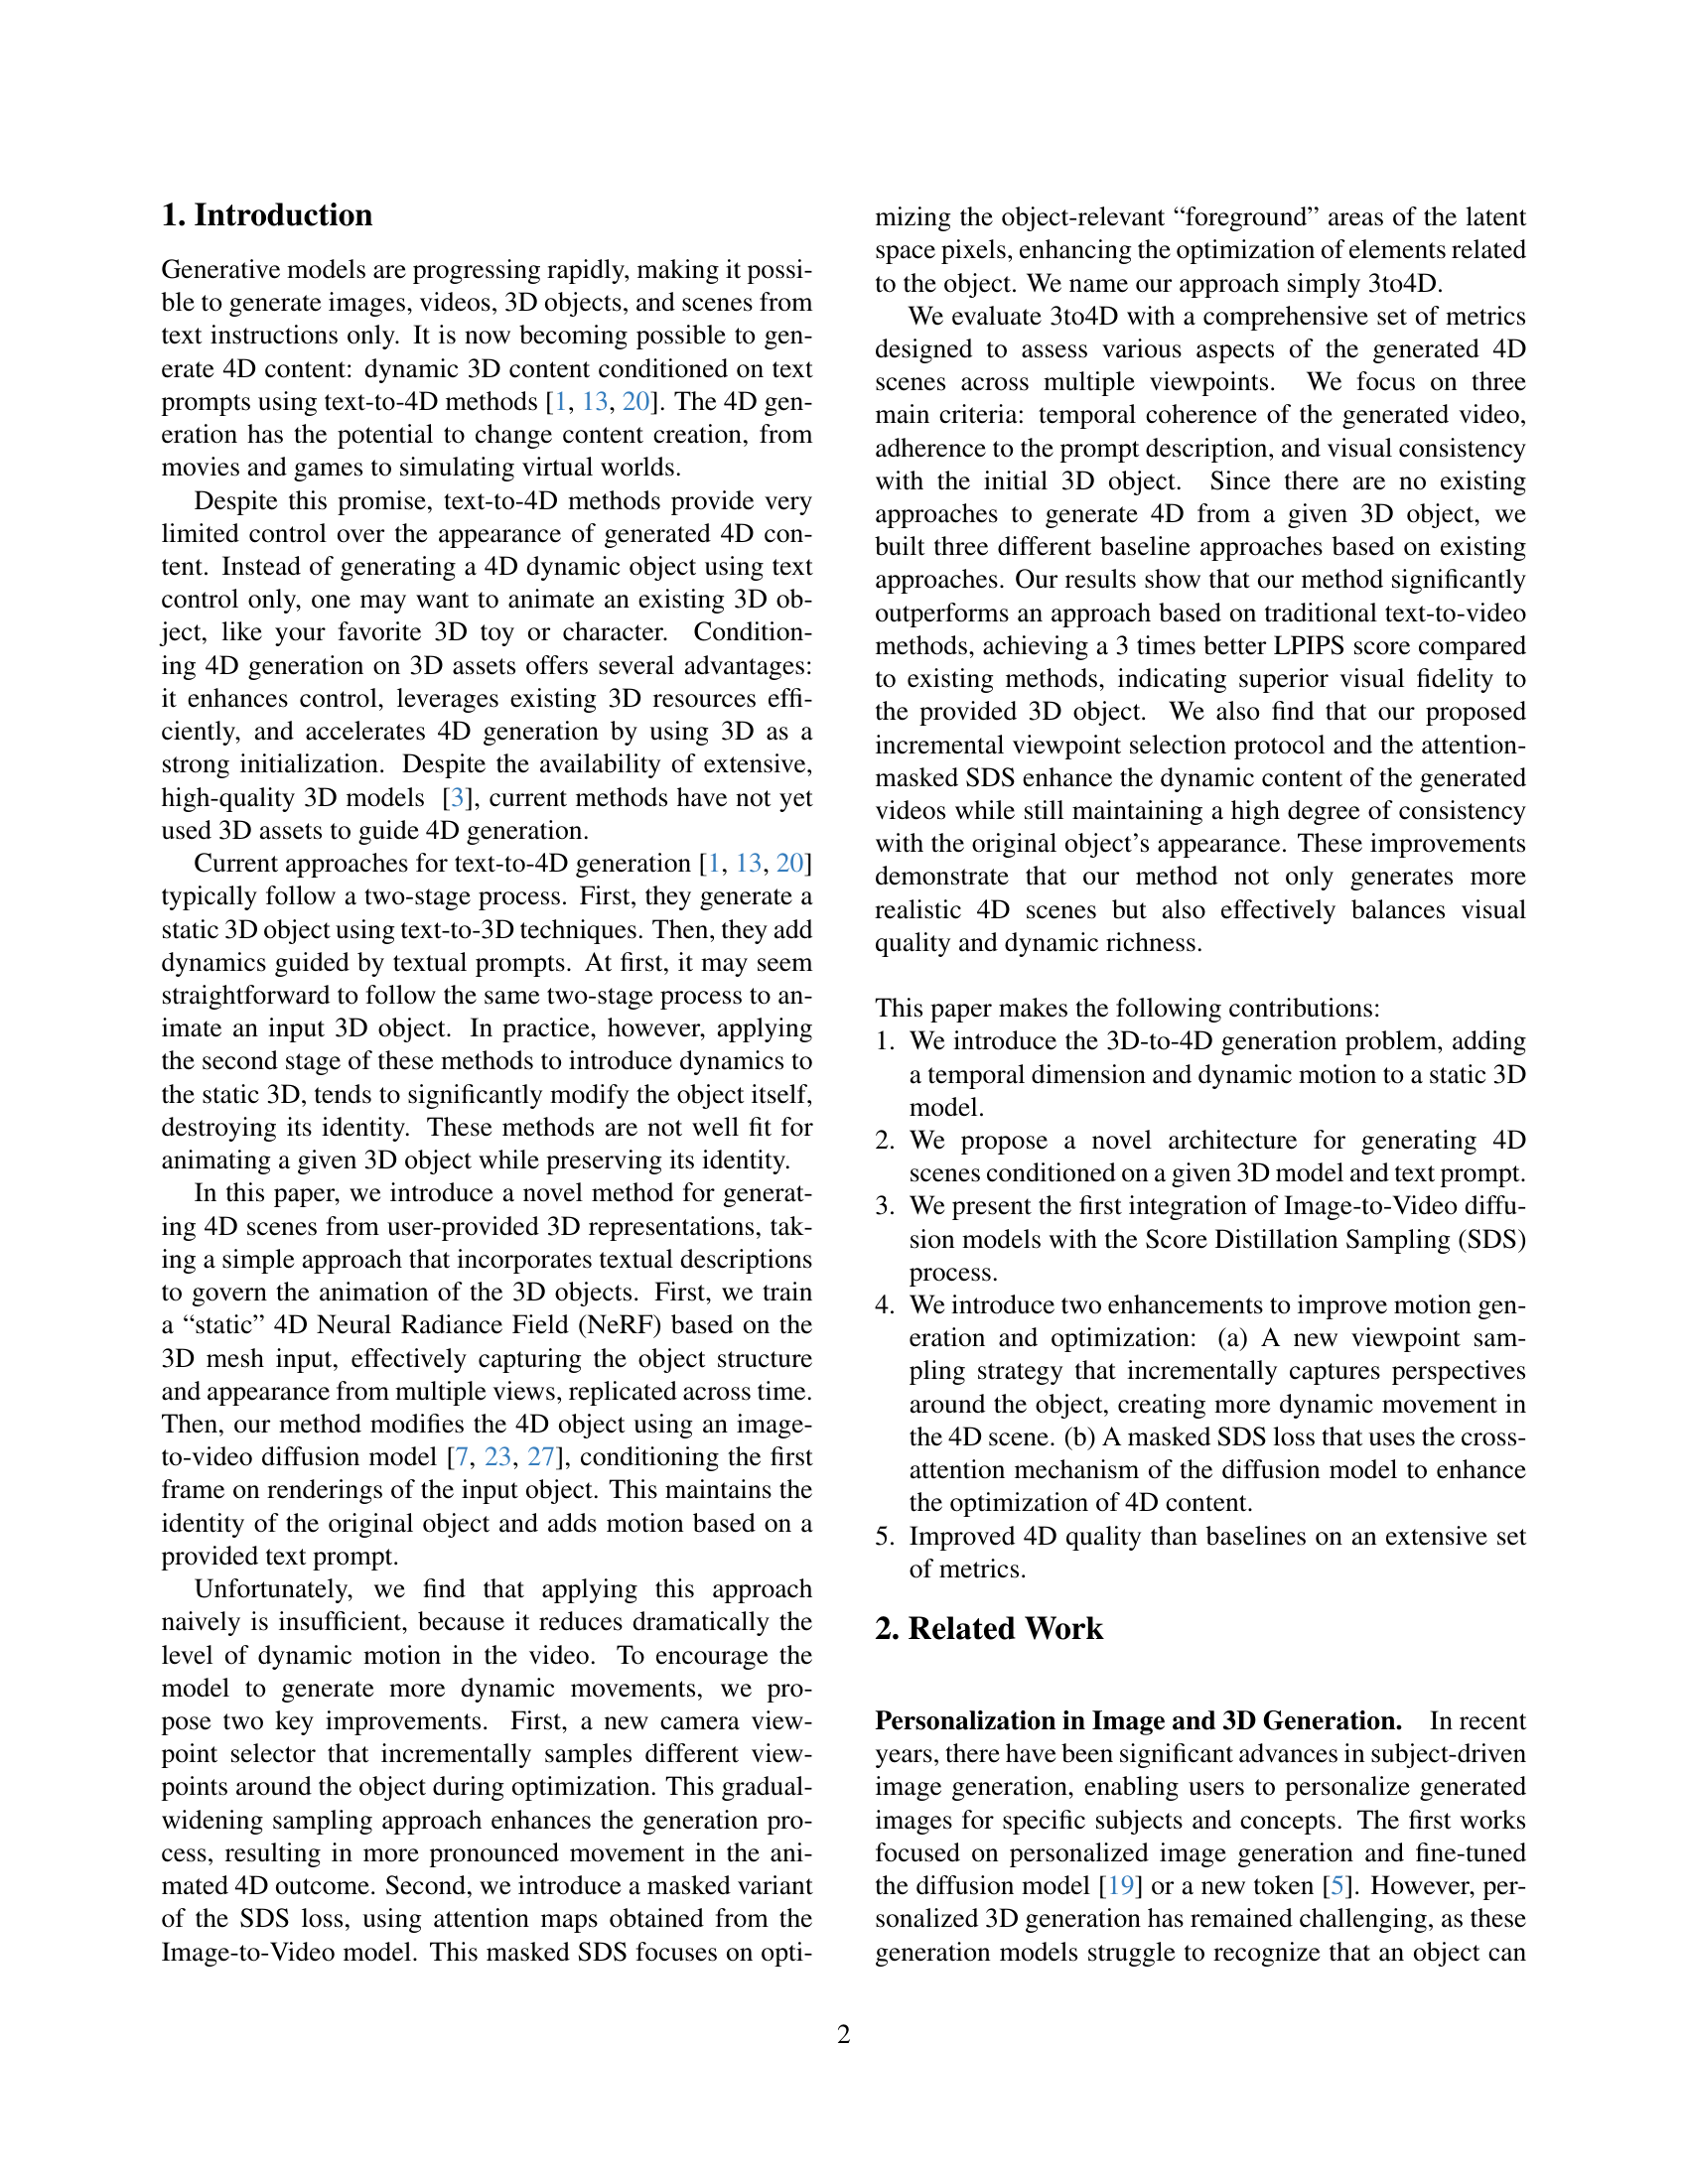 1. Introduction
Generative models are progressing rapidly, making it possi-
ble to generate images, videos, 3D objects, and scenes from
text instructions only. It is now becoming possible to gen-
erate 4D content: dynamic 3D content conditioned on text
prompts using text-to-4D methods [1, 13, 20]. The 4D gen-
eration has the potential to change content creation, from
movies and games to simulating virtual worlds.
Despite this promise, text-to-4D methods provide very
limited control over the appearance of generated 4D con-
tent. Instead of generating a 4D dynamic object using text
control only, one may want to animate an existing 3D ob-
ject, like your favorite 3D toy or character. Condition-
ing 4D generation on 3D assets offers several advantages:
it enhances control, leverages existing 3D resources effi-
ciently, and accelerates 4D generation by using 3D as a
strong initialization. Despite the availability of extensive,
high-quality 3D models [3], current methods have not yet
used 3D assets to guide 4D generation.
Current approaches for text-to-4D generation [1, 13, 20]
typically follow a two-stage process. First, they generate a
static 3D object using text-to-3D techniques. Then, they add
dynamics guided by textual prompts. At first, it may seem
straightforward to follow the same two-stage process to an-
imate an input 3D object. In practice, however, applying
the second stage of these methods to introduce dynamics to
the static 3D, tends to significantly modify the object itself,
destroying its identity. These methods are not well fit for
animating a given 3D object while preserving its identity.
In this paper, we introduce a novel method for generat-
ing 4D scenes from user-provided 3D representations, tak-
ing a simple approach that incorporates textual descriptions
to govern the animation of the 3D objects. First, we train
a “static” 4D Neural Radiance Field (NeRF) based on the
3D mesh input, effectively capturing the object structure
and appearance from multiple views, replicated across time.
Then, our method modifies the 4D object using an image-
to-video diffusion model [7, 23, 27], conditioning the first
frame on renderings of the input object. This maintains the
identity of the original object and adds motion based on a
provided text prompt.
Unfortunately, we find that applying this approach
naively is insufficient, because it reduces dramatically the
level of dynamic motion in the video. To encourage the
model to generate more dynamic movements, we pro-
pose two key improvements. First, a new camera view-
point selector that incrementally samples different view-
points around the object during optimization. This gradual-
widening sampling approach enhances the generation pro-
cess, resulting in more pronounced movement in the ani-
mated 4D outcome. Second, we introduce a masked variant
of the SDS loss, using attention maps obtained from the
Image-to-Video model. This masked SDS focuses on opti-
mizing the object-relevant “foreground” areas of the latent
space pixels, enhancing the optimization of elements related
to the object. We name our approach simply 3to4D.
We evaluate 3to4D with a comprehensive set of metrics
designed to assess various aspects of the generated 4D
scenes across multiple viewpoints. We focus on three
main criteria: temporal coherence of the generated video,
adherence to the prompt description, and visual consistency
with the initial 3D object. Since there are no existing
approaches to generate 4D from a given 3D object, we
built three different baseline approaches based on existing
approaches. Our results show that our method significantly
outperforms an approach based on traditional text-to-video
methods, achieving a 3 times better LPIPS score compared
to existing methods, indicating superior visual fidelity to
the provided 3D object. We also find that our proposed
incremental viewpoint selection protocol and the attention-
masked SDS enhance the dynamic content of the generated
videos while still maintaining a high degree of consistency
with the original object’s appearance. These improvements
demonstrate that our method not only generates more
realistic 4D scenes but also effectively balances visual
quality and dynamic richness.
This paper makes the following contributions:
1. We introduce the 3D-to-4D generation problem, adding
a temporal dimension and dynamic motion to a static 3D
model.
2. We propose a novel architecture for generating 4D
scenes conditioned on a given 3D model and text prompt.
3. We present the first integration of Image-to-Video diffu-
sion models with the Score Distillation Sampling (SDS)
process.
4. We introduce two enhancements to improve motion gen-
eration and optimization: (a) A new viewpoint sam-
pling strategy that incrementally captures perspectives
around the object, creating more dynamic movement in
the 4D scene. (b) A masked SDS loss that uses the cross-
attention mechanism of the diffusion model to enhance
the optimization of 4D content.
5. Improved 4D quality than baselines on an extensive set
of metrics.
2. Related Work
Personalization in Image and 3D Generation. In recent
years, there have been significant advances in subject-driven
image generation, enabling users to personalize generated
images for specific subjects and concepts. The first works
focused on personalized image generation and fine-tuned
the diffusion model [19] or a new token [5]. However, per-
sonalized 3D generation has remained challenging, as these
generation models struggle to recognize that an object can
2